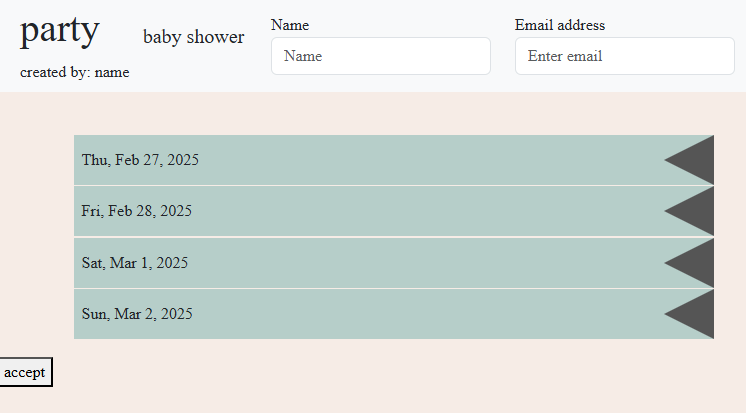 party
baby shower
created by: name
Name
Name
Email address
Enter email
Thu, Feb 27, 2025
Fri, Feb 28, 2025
Sat, Mar 1, 2025
Sun, Mar 2, 2025
accept